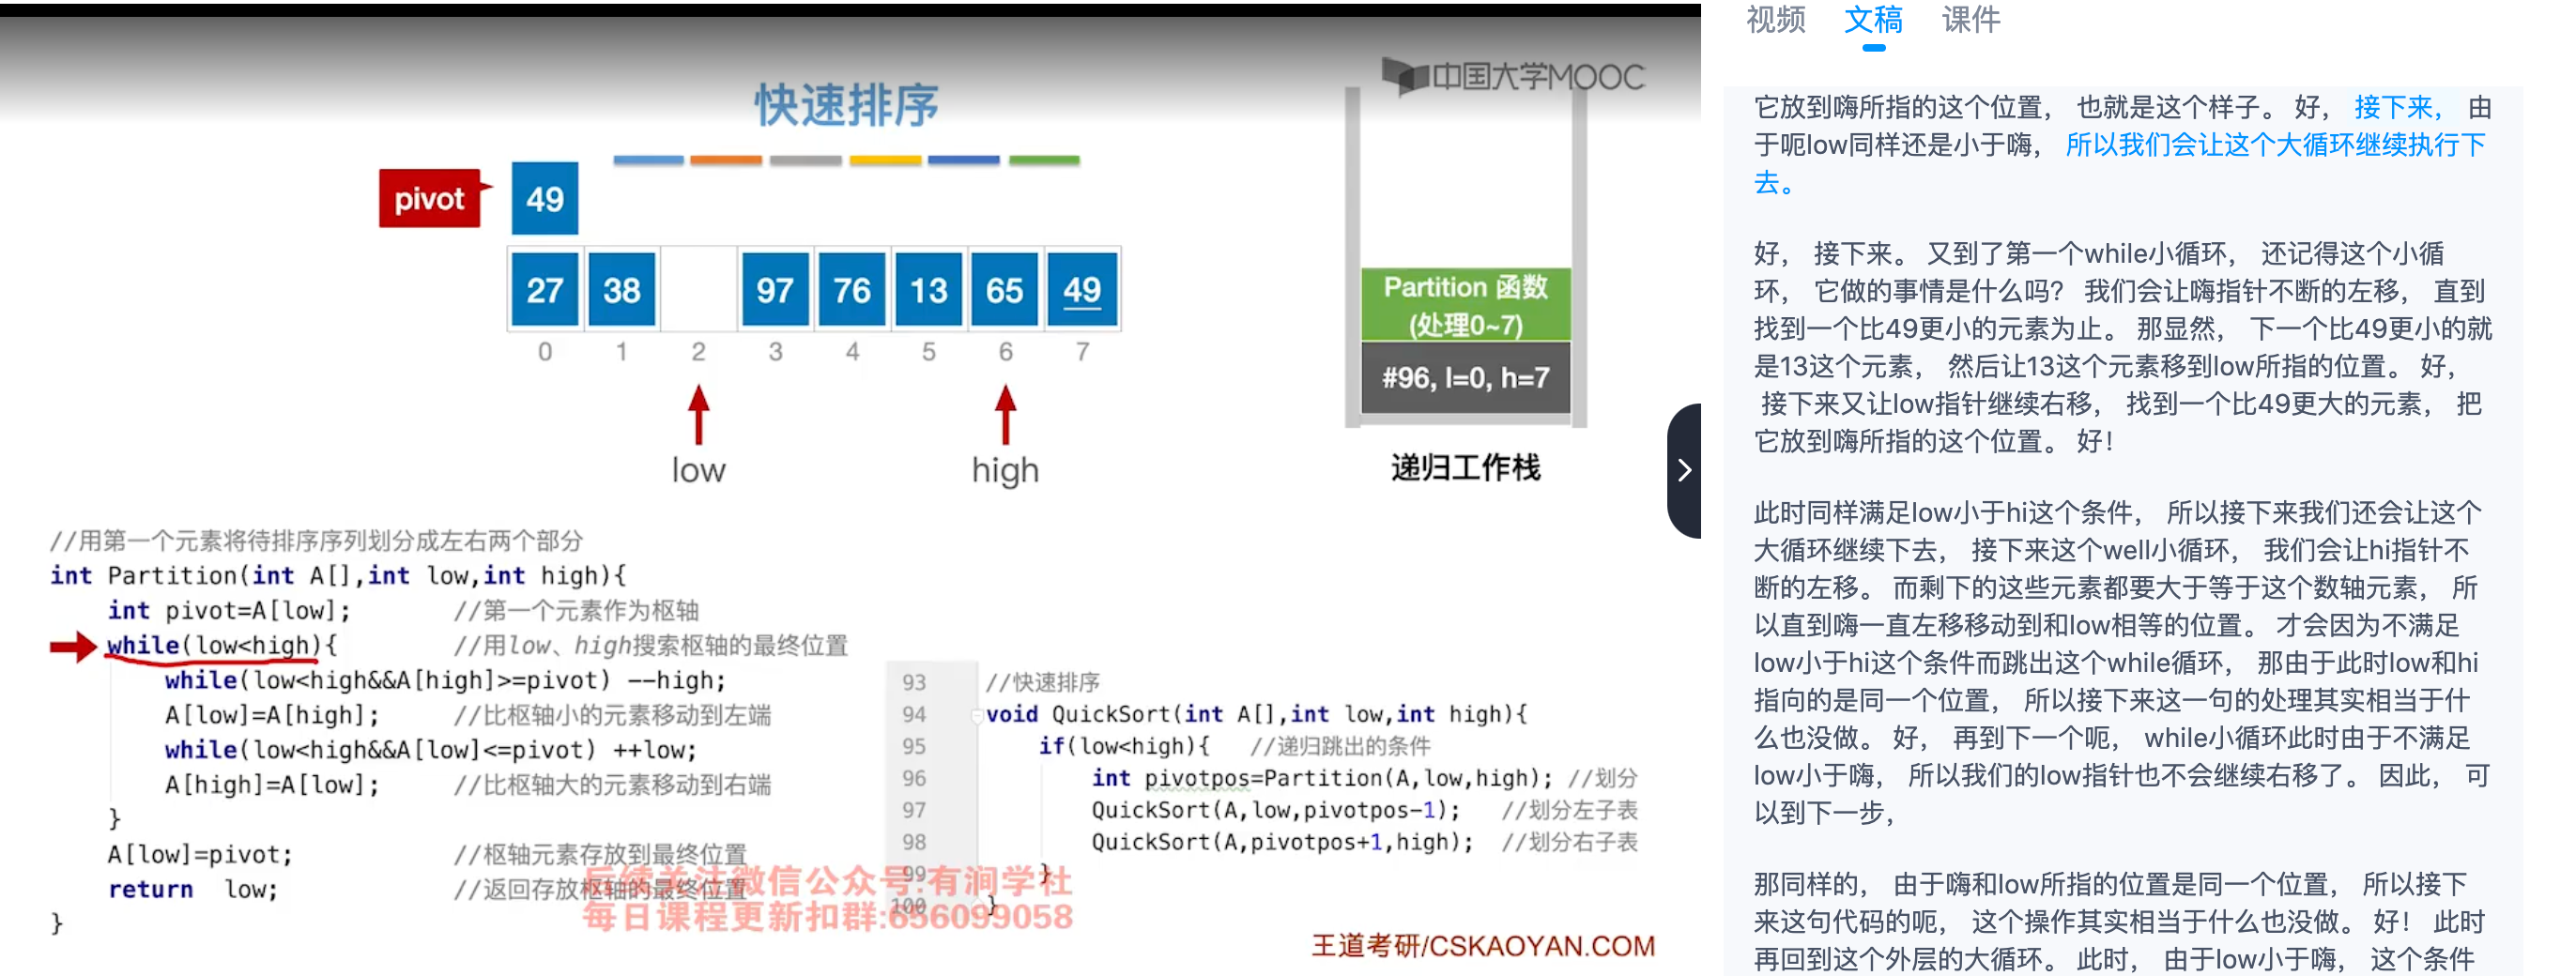 中国大学MOOC
快速排序
pivot
49
27 38 97 76 13 65 49
0 1 2 3 4 5 6 7
low
high
Partition 函数
(处理0~7)
#96, l=0, h=7
递归工作栈
//用第一个元素将待排序序列划分成左右两个部分
int Partition(int A[],int low,int high){
int pivot=A[low]; //第一个元素作为枢轴
while(low<high){ //用low、high搜索枢轴的最终位置
while(low<high&&A[high]>=pivot) --high;
A[low]=A[high]; //比枢轴小的元素移动到左端
while(low<high&&A[low]<=pivot) ++low;
A[high]=A[low]; //比枢轴大的元素移动到右端
}
A[low]=pivot; //枢轴元素存放到最终位置
return low; //返回存放枢轴的最终位置
}
93 //快速排序
94 void QuickSort(int A[],int low,int high){
95 if(low<high){ //递归跳出的条件
96 int pivotpos=Partition(A,low,high); //划分
97 QuickSort(A,low,pivotpos-1); //划分左子表
98 QuickSort(A,pivotpos+1,high); //划分右子表
99 }
100 }
后续关注微信公众号:有涧学社
每日课程更新扣群:656099058
王道考研/CSKAOYAN.COM
视频 文稿 课件
它放到嗨所指的这个位置， 也就是这个样子。 好， 接下来， 由
于呃low同样还是小于嗨， 所以我们会让这个大循环继续执行下
去。
好， 接下来。 又到了第一个while小循环， 还记得这个小循
环， 它做的事情是什么吗？ 我们会让嗨指针不断的左移， 直到
找到一个比49更小的元素为止。 那显然， 下一个比49更小的就
是13这个元素， 然后让13这个元素移到low所指的位置。 好，
接下来又让low指针继续右移， 找到一个比49更大的元素， 把
它放到嗨所指的这个位置。 好！
此时同样满足low小于hi这个条件， 所以接下来我们还会让这个
大循环继续下去， 接下来这个well小循环， 我们会让hi指针不
断的左移。 而剩下的这些元素都要大于等于这个数轴元素， 所
以直到嗨一直左移移动到和low相等的位置。 才会因为不满足
low小于hi这个条件而跳出这个while循环， 那由于此时low和hi
指向的是同一个位置， 所以接下来这一句的处理其实相当于什
么也没做。 好， 再到下一个呃， while小循环此时由于不满足
low小于嗨， 所以我们的low指针也不会继续右移了。 因此， 可
以到下一步，
那同样的， 由于嗨和low所指的位置是同一个位置， 所以接下
来这句代码的呃， 这个操作其实相当于什么也没做。 好！ 此时
再回到这个外层的大循环。 此时， 由于low小于嗨， 这个条件